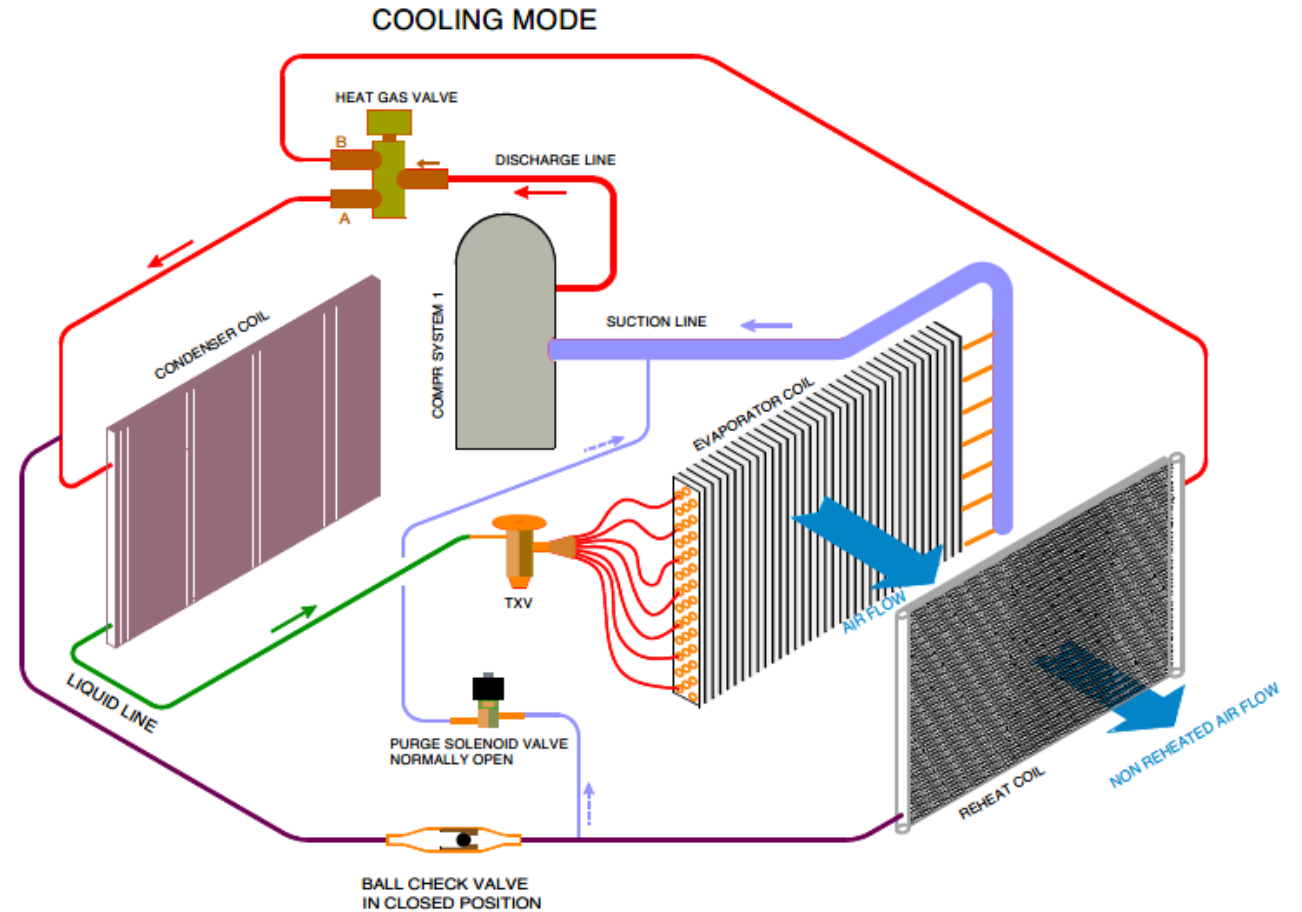 COOLING MODE
HEAT GAS VALVE
B
A
DISCHARGE LINE
COMPR SYSTEM 1
SUCTION LINE
CONDENSER COIL
EVAPORATOR COIL
TXV
AIR FLOW
LIQUID LINE
PURGE SOLENOID VALVE
NORMALLY OPEN
NON REHEATED AIR FLOW
REHEAT COIL
BALL CHECK VALVE
IN CLOSED POSITION